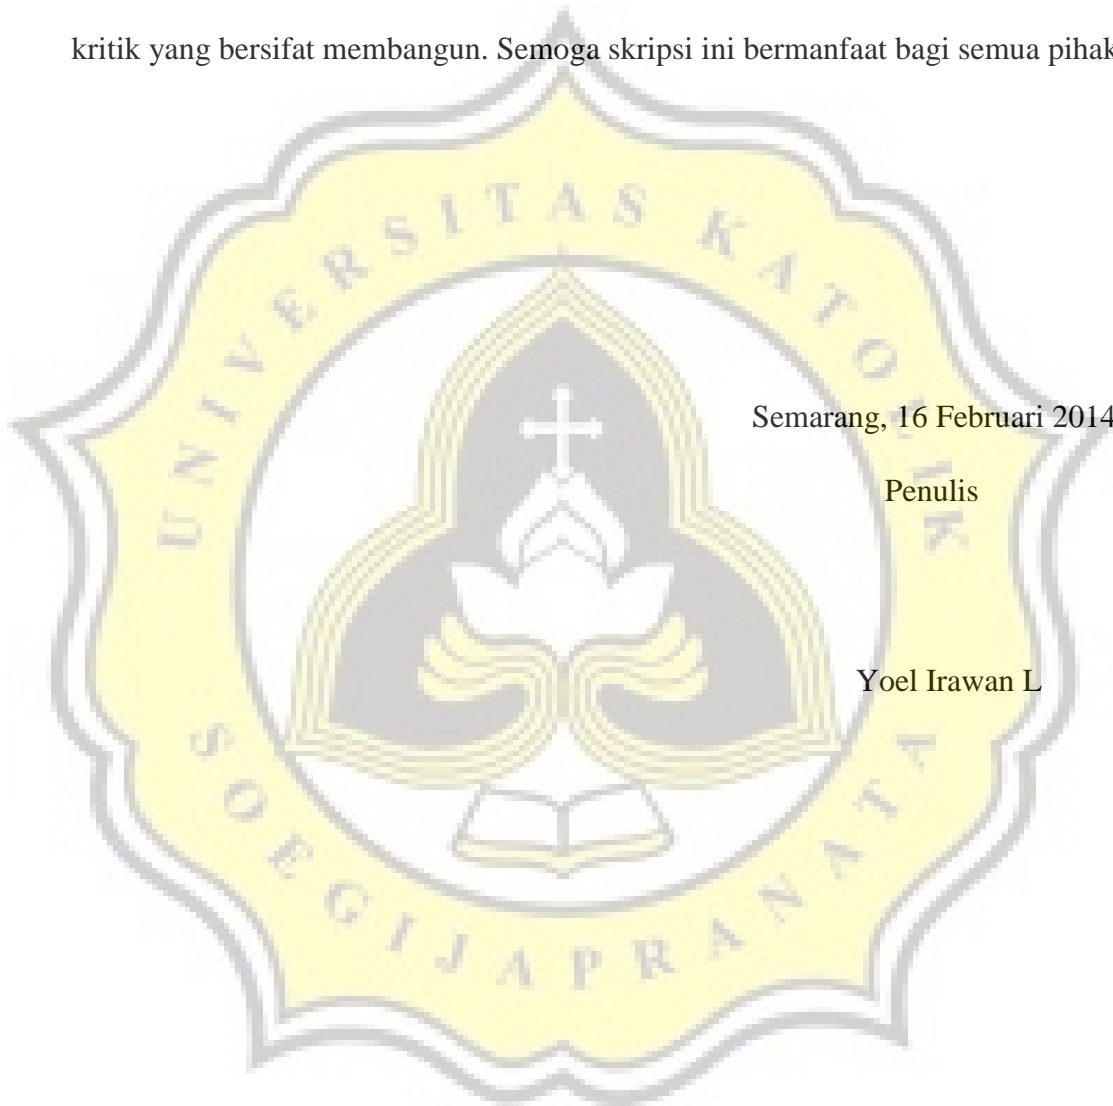 kritik yang bersifat membangun. Semoga skripsi ini bermanfaat bagi semua pihak
Semarang, 16 Februari 2014
Penulis
Yoel Irawan L
UNIVERSITAS KATOLIK
SOEGIJAPRANATA